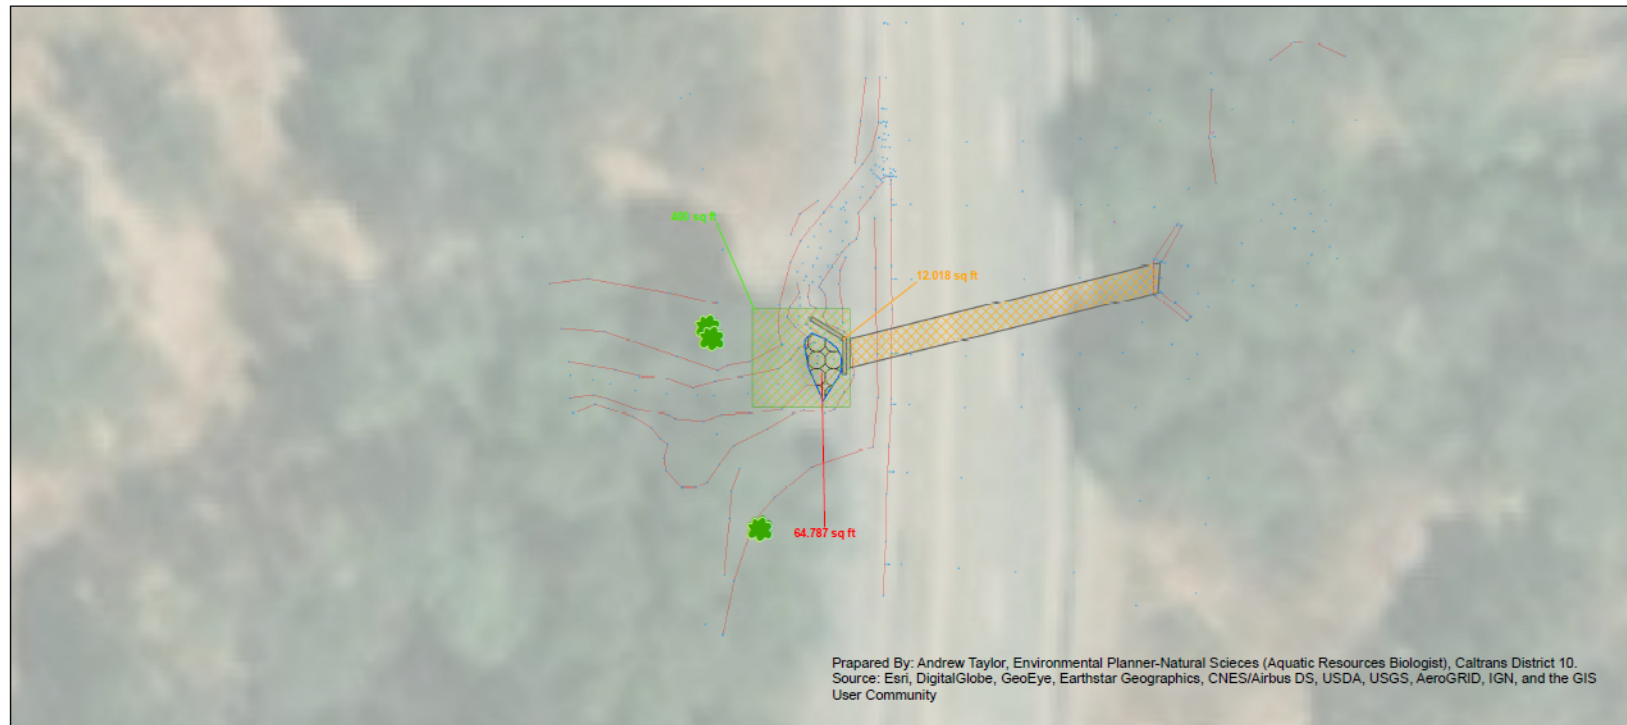 400 sq ft
12.018 sq ft
64.787 sq ft
Prapared By: Andrew Taylor, Environmental Planner-Natural Scieces (Aquatic Resources Biologist), Caltrans District 10.
Source: Esri, DigitalGlobe, GeoEye, Earthstar Geographics, CNES/Airbus DS, USDA, USGS, AeroGRID, IGN, and the GIS
User Community